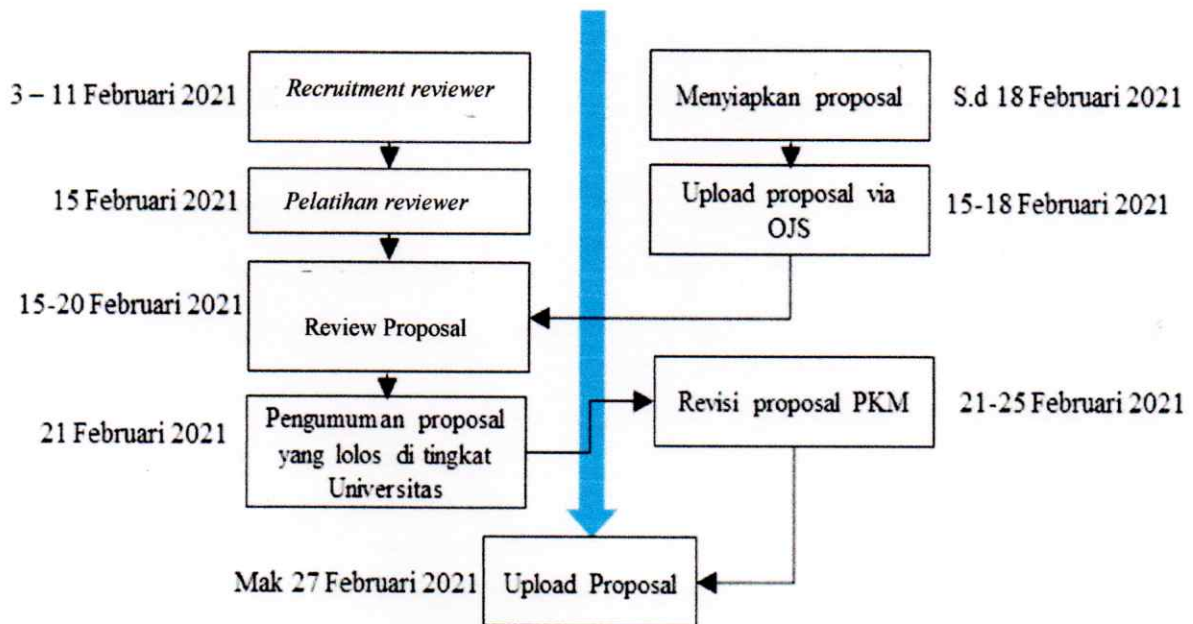 3 – 11 Februari 2021
Recruitment reviewer
Menyiapkan proposal
S.d 18 Februari 2021
15 Februari 2021
Pelatihan reviewer
Upload proposal via
OJS
15-18 Februari 2021
15-20 Februari 2021
Review Proposal
21 Februari 2021
Pengumuman proposal
yang lolos di tingkat
Universitas
Revisi proposal PKM
21-25 Februari 2021
Mak 27 Februari 2021
Upload Proposal